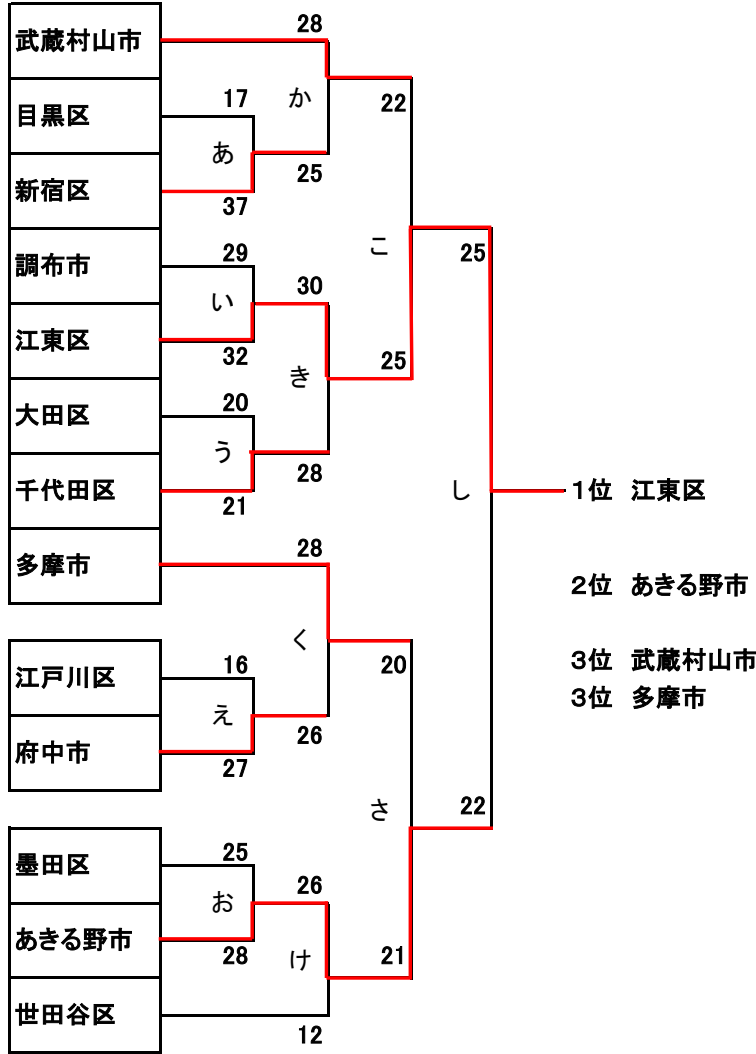 武蔵村山市
28
17
か
22
目黒区
あ
25
新宿区
37
調布市
29
こ
25
い
30
江東区
32
き
25
大田区
20
う
28
千代田区
21
し
1位 江東区
多摩市
28
2位 あきる野市
く
江戸川区
16
20
3位 武蔵村山市
3位 多摩市
え
26
府中市
27
さ
22
墨田区
25
お
26
あきる野市
28
け
21
世田谷区
12